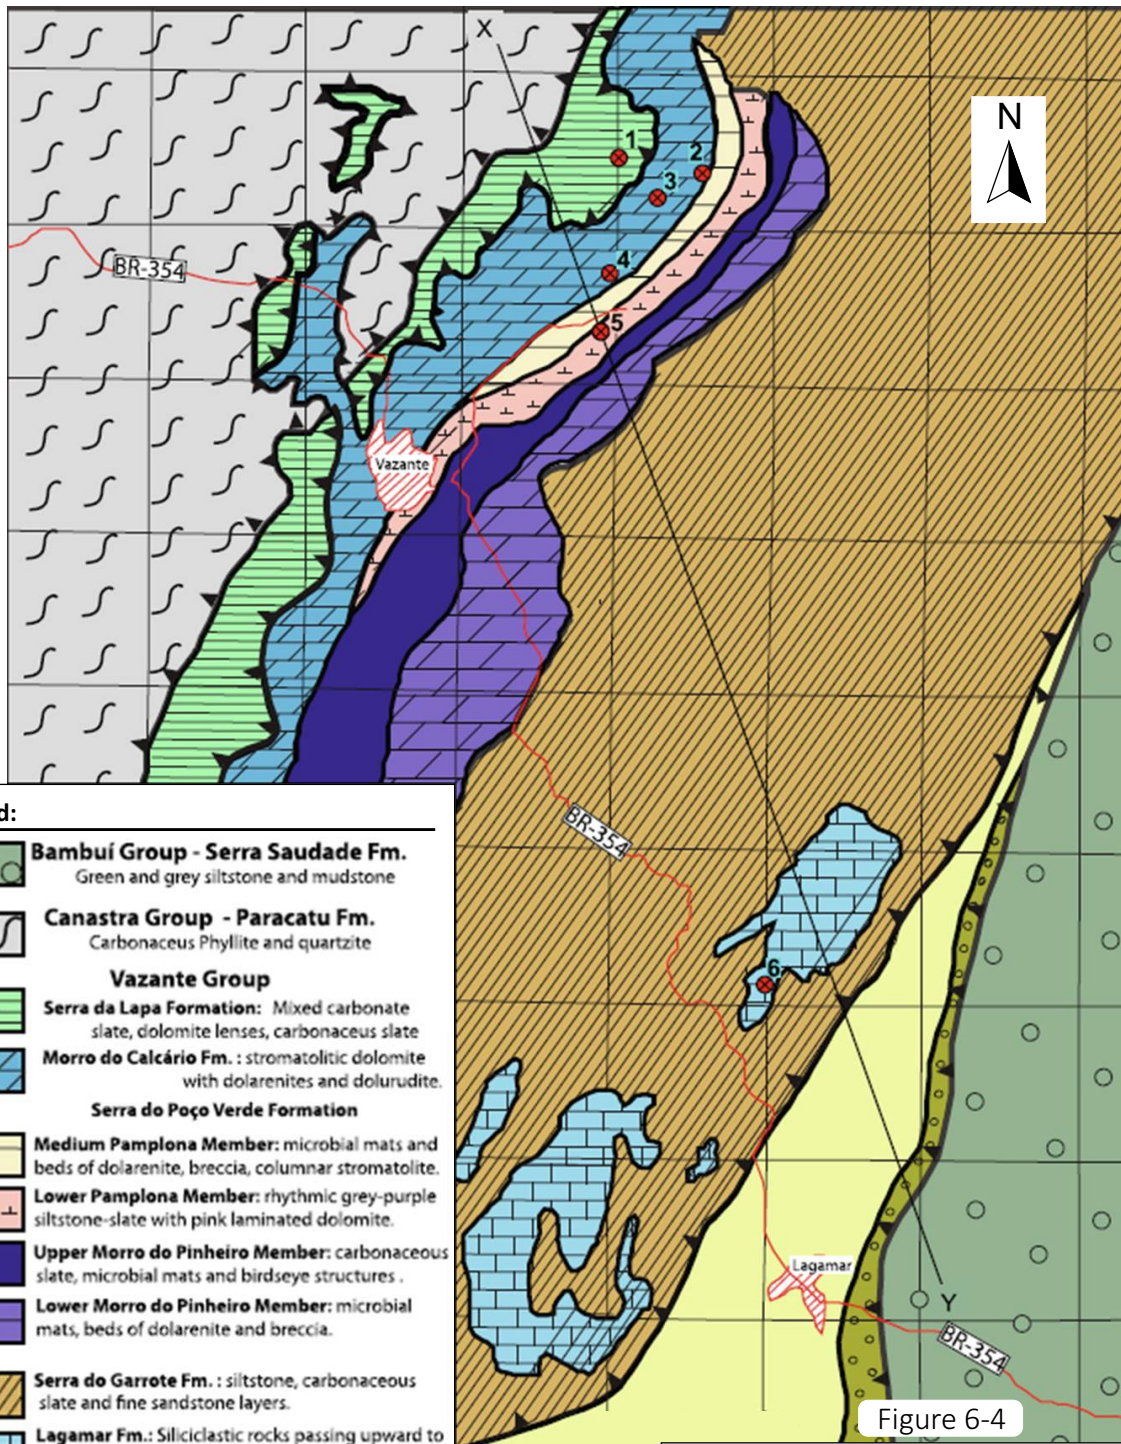 X
N
1
2
3
BR-354
4
5
Vazante
BR-354
6
Lagamar
Y
BR-354
Figure 6-4
d:
Bambuí Group - Serra Saudade Fm.
Green and grey siltstone and mudstone
Canastra Group - Paracatu Fm.
Carbonaceus Phyllite and quartzite
Vazante Group
Serra da Lapa Formation: Mixed carbonate
slate, dolomite lenses, carbonaceus slate
Morro do Calcário Fm. : stromatolitic dolomite
with dolarenites and dolurudite.
Serra do Poço Verde Formation
Medium Pamplona Member: microbial mats and
beds of dolarenite, breccia, columnar stromatolite.
Lower Pamplona Member: rhythmic grey-purple
siltstone-slate with pink laminated dolomite.
Upper Morro do Pinheiro Member: carbonaceous
slate, microbial mats and birdseye structures .
Lower Morro do Pinheiro Member: microbial
mats, beds of dolarenite and breccia.
Serra do Garrote Fm. : siltstone, carbonaceous
slate and fine sandstone layers.
Lagamar Fm.: Siliciclastic rocks passing upward to